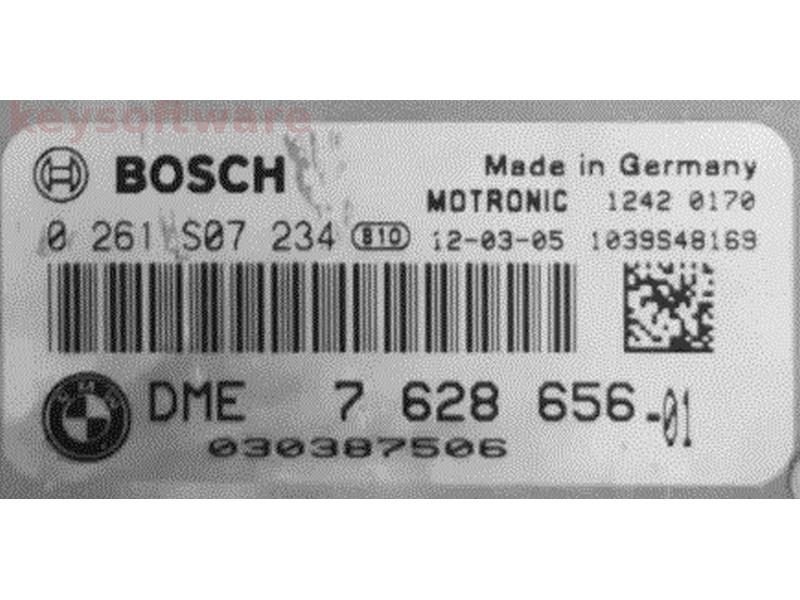 keysoftware
BOSCH
Made in Germany
MOTRONIC 1242 0170
0 261 S07 234 810 12-03-05 1039S48169
BMW
DME 7 628 656-01
030387506